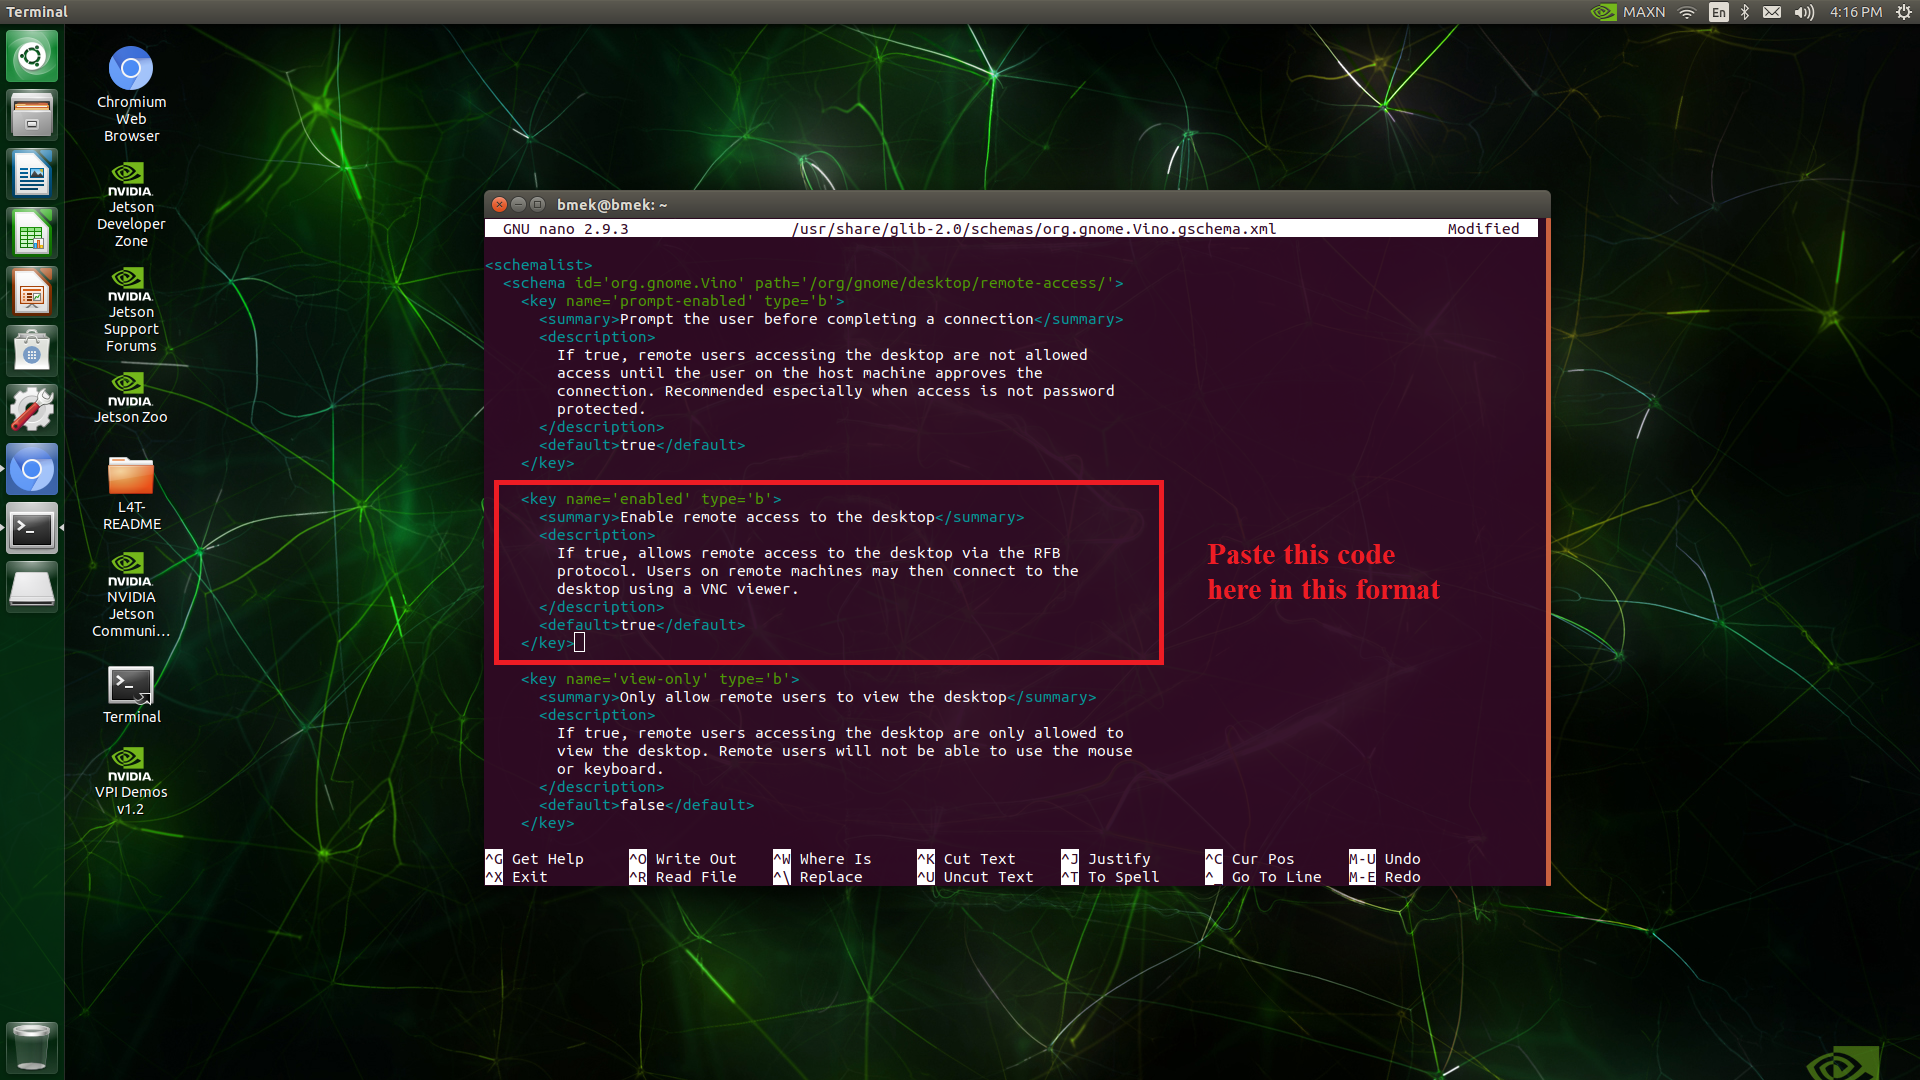 Terminal
MAXN
En
4:16 PM
Chromium
Web
Browser
NVIDIA.
Jetson
Developer
Zone
NVIDIA.
Jetson
Support
Forums
NVIDIA.
Jetson Zoo
L4T-
README
NVIDIA.
NVIDIA
Jetson
Communi...
Terminal
NVIDIA.
VPI Demos
v1.2
bmek@bmek: ~
GNU nano 2.9.3 /usr/share/glib-2.0/schemas/org.gnome.Vino.gschema.xml Modified
<schemalist>
<schema id='org.gnome.Vino' path='/org/gnome/desktop/remote-access/'>
<key name='prompt-enabled' type='b'>
<summary>Prompt the user before completing a connection</summary>
<description>
If true, remote users accessing the desktop are not allowed
access until the user on the host machine approves the
connection. Recommended especially when access is not password
protected.
</description>
<default>true</default>
</key>
<key name='enabled' type='b'>
<summary>Enable remote access to the desktop</summary>
<description>
If true, allows remote access to the desktop via the RFB
protocol. Users on remote machines may then connect to the
desktop using a VNC viewer.
</description>
<default>true</default>
</key>
Paste this code
here in this format
<key name='view-only' type='b'>
<summary>Only allow remote users to view the desktop</summary>
<description>
If true, remote users accessing the desktop are only allowed to
view the desktop. Remote users will not be able to use the mouse
or keyboard.
</description>
<default>false</default>
</key>
^G Get Help ^O Write Out ^W Where Is ^K Cut Text ^J Justify ^C Cur Pos M-U Undo
^X Exit ^R Read File ^\ Replace ^U Uncut Text ^T To Spell ^_ Go To Line M-E Redo